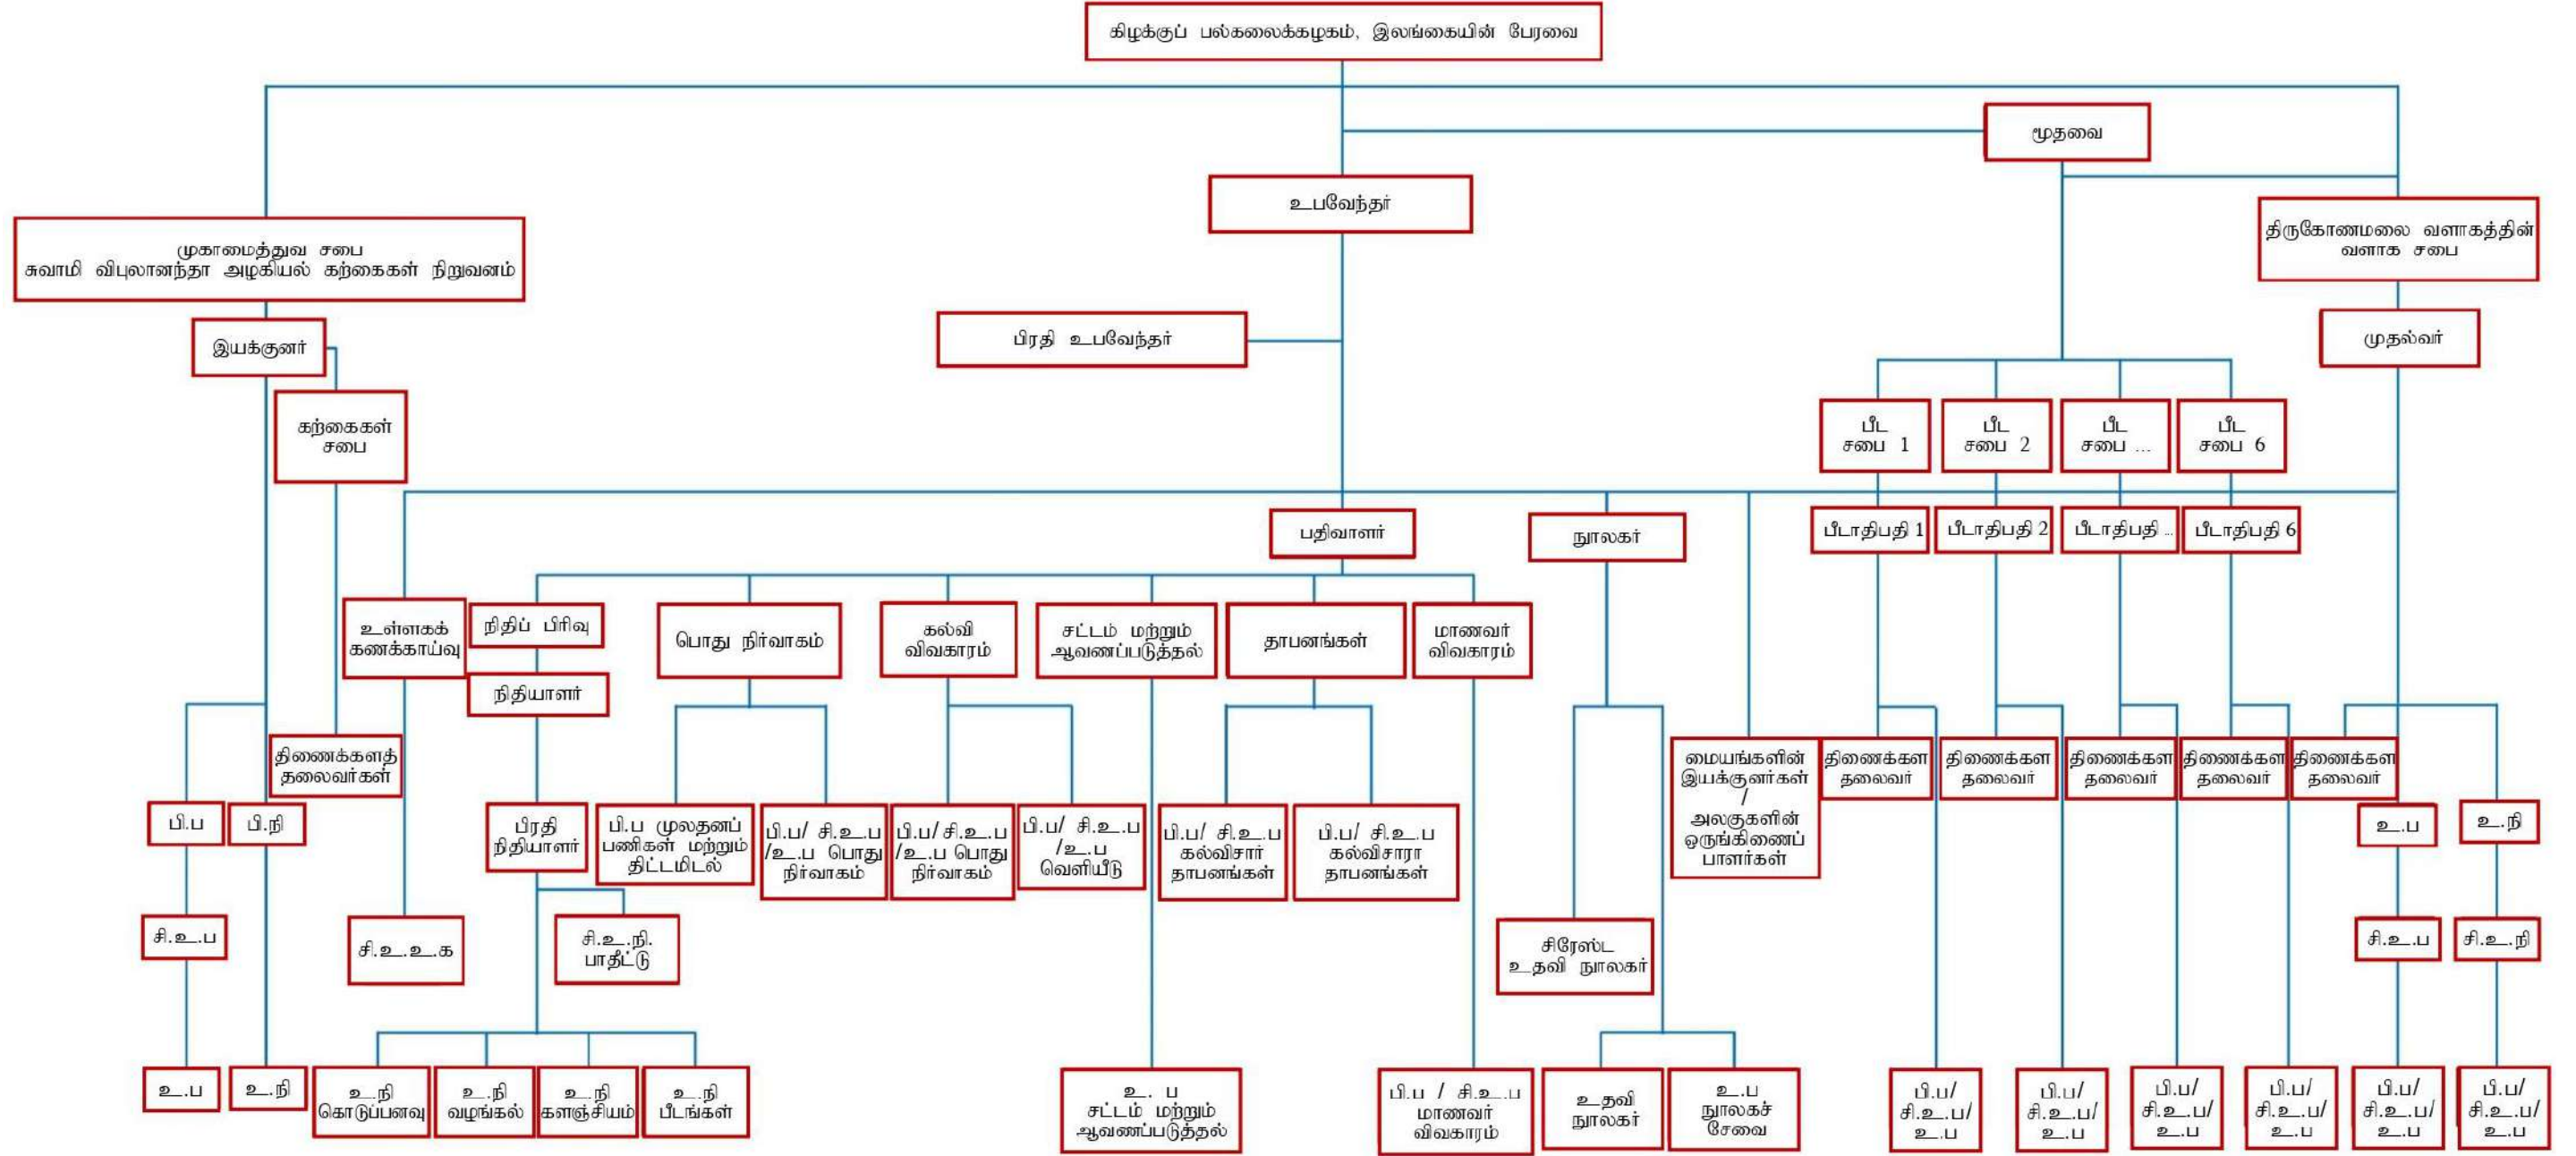 கிழக்குப் பல்கலைக்கழகம், இலங்கையின் பேரவை
மூதவை
உபவேந்தர்
முகாமைத்துவ சபை
சுவாமி விபுலானந்தா அழகியல் கற்கைகள் நிறுவனம்
திருகோணமலை வளாகத்தின்
வளாக சபை
பிரதி உபவேந்தர்
முதல்வர்
இயக்குனர்
கற்கைகள்
சபை
பீட
சபை 1
பீட
சபை 2
பீட
சபை ...
பீட
சபை 6
பதிவாளர்
நூலகர்
பீடாதிபதி 1
பீடாதிபதி 2
பீடாதிபதி ...
பீடாதிபதி 6
உள்ளகக்
கணக்காய்வு
நிதிப் பிரிவு
பொது நிர்வாகம்
கல்வி
விவகாரம்
சட்டம் மற்றும்
ஆவணப்படுத்தல்
தாபனங்கள்
மாணவர்
விவகாரம்
நிதியாளர்
திணைக்களத்
தலைவர்கள்
மையங்களின்
இயக்குனர்கள்
/
அலகுகளின்
ஒருங்கிணைப்
பாளர்கள்
திணைக்கள
தலைவர்
திணைக்கள
தலைவர்
திணைக்கள
தலைவர்
திணைக்கள
தலைவர்
திணைக்கள
தலைவர்
பி.ப
பி.நி
பிரதி
நிதியாளர்
பி.ப முலதனப்
பணிகள் மற்றும்
திட்டமிடல்
பி.ப/ சி.உ.ப
/உ.ப பொது
நிர்வாகம்
பி.ப/ சி.உ.ப
/உ.ப பொது
நிர்வாகம்
பி.ப/ சி.உ.ப
/உ.ப
வெளியீடு
பி.ப/ சி.உ.ப
கல்விசார்
தாபனங்கள்
பி.ப/ சி.உ.ப
கல்விசாரா
தாபனங்கள்
உ.ப
உ.நி
சி.உ.ப
சி.உ.உ.க
சி.உ.நி.
பாதீட்டு
சிரேஸ்ட
உதவி நூலகர்
சி.உ.ப
சி.உ.நி
உ.ப
உ.நி
உ.நி
கொடுப்பனவு
உ.நி
வழங்கல்
உ.நி
களஞ்சியம்
உ.நி
பீடங்கள்
உ. ப
சட்டம் மற்றும்
ஆவணப்படுத்தல்
பி.ப / சி.உ.ப
மாணவர்
விவகாரம்
உதவி
நூலகர்
உ.ப
நூலகச்
சேவை
பி.ப/
சி.உ.ப/
உ.ப
பி.ப/
சி.உ.ப/
உ.ப
பி.ப/
சி.உ.ப/
உ.ப
பி.ப/
சி.உ.ப/
உ.ப
பி.ப/
சி.உ.ப/
உ.ப
பி.ப/
சி.உ.ப/
உ.ப